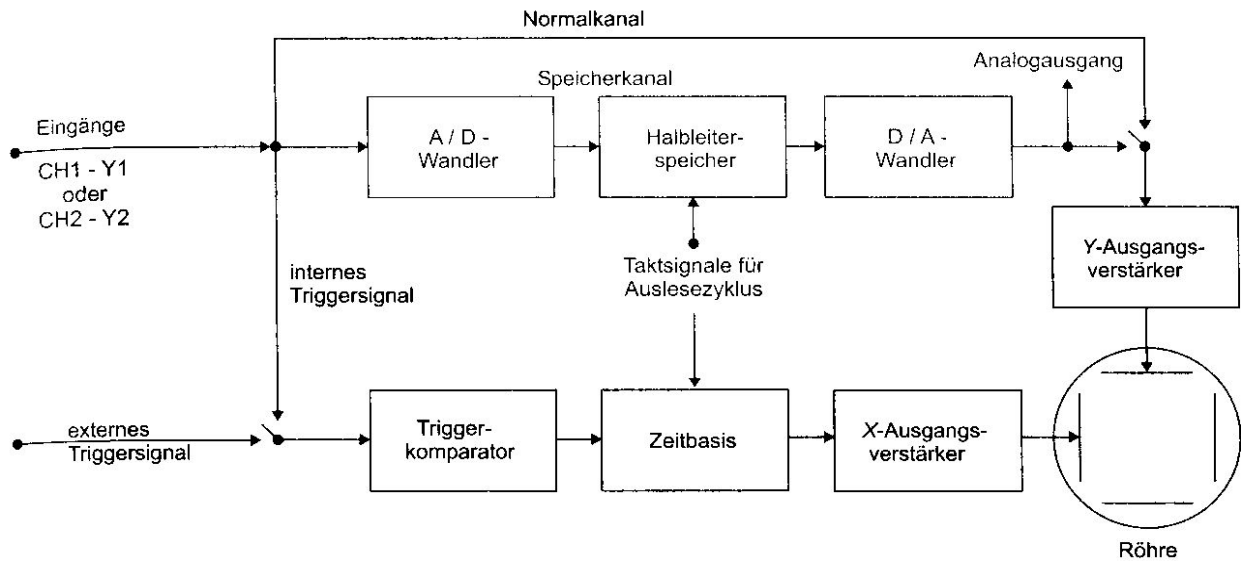 Normalkanal
Analogausgang
Speicherkanal
Eingänge
CH1 - Y1
oder
CH2 - Y2
A / D -
Wandler
Halbleiter-
speicher
D / A -
Wandler
Y-Ausgangs-
verstärker
internes
Triggersignal
Taktsignale für
Auslesezyklus
externes
Triggersignal
Trigger-
komparator
Zeitbasis
X-Ausgangs-
verstärker
Röhre